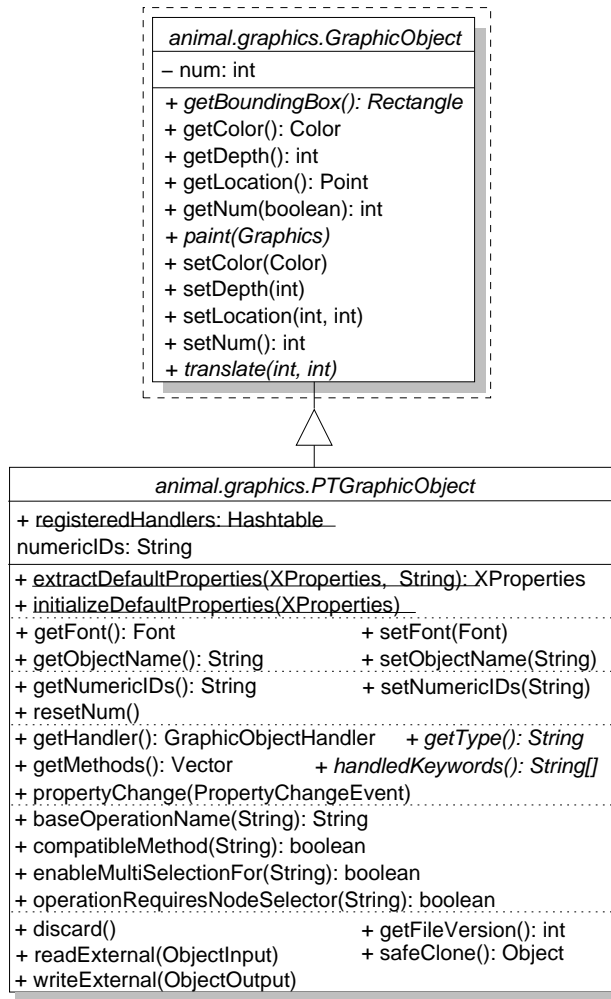 animal.graphics.GraphicObject
– num: int
+ getBoundingBox(): Rectangle
+ getColor(): Color
+ getDepth(): int
+ getLocation(): Point
+ getNum(boolean): int
+ paint(Graphics)
+ setColor(Color)
+ setDepth(int)
+ setLocation(int, int)
+ setNum(): int
+ translate(int, int)
animal.graphics.PTGraphicObject
+ registeredHandlers: Hashtable
numericIDs: String
+ extractDefaultProperties(XProperties, String): XProperties
+ initializeDefaultProperties(XProperties)
+ getFont(): Font + setFont(Font)
+ getObjectName(): String + setObjectName(String)
+ getNumericIDs(): String + setNumericIDs(String)
+ resetNum()
+ getHandler(): GraphicObjectHandler + getType(): String
+ getMethods(): Vector + handledKeywords(): String[]
+ propertyChange(PropertyChangeEvent)
+ baseOperationName(String): String
+ compatibleMethod(String): boolean
+ enableMultiSelectionFor(String): boolean
+ operationRequiresNodeSelector(String): boolean
+ discard() + getFileVersion(): int
+ readExternal(ObjectInput) + safeClone(): Object
+ writeExternal(ObjectOutput)